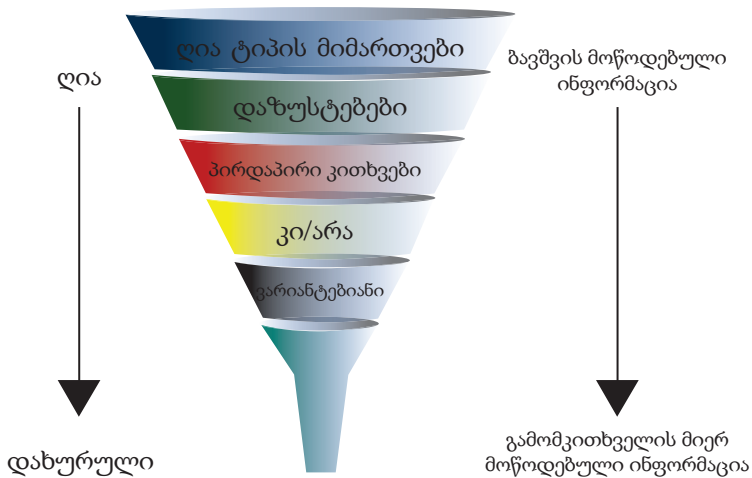 ღია ტიპის მიმართვები
დაზუსტებები
პირდაპირი კითხვები
კი/არა
ვარიანტებიანი
ღია
დახურული
ბავშვის მოწოდებული
ინფორმაცია
გამომკითხველის მიერ
მოწოდებული ინფორმაცია